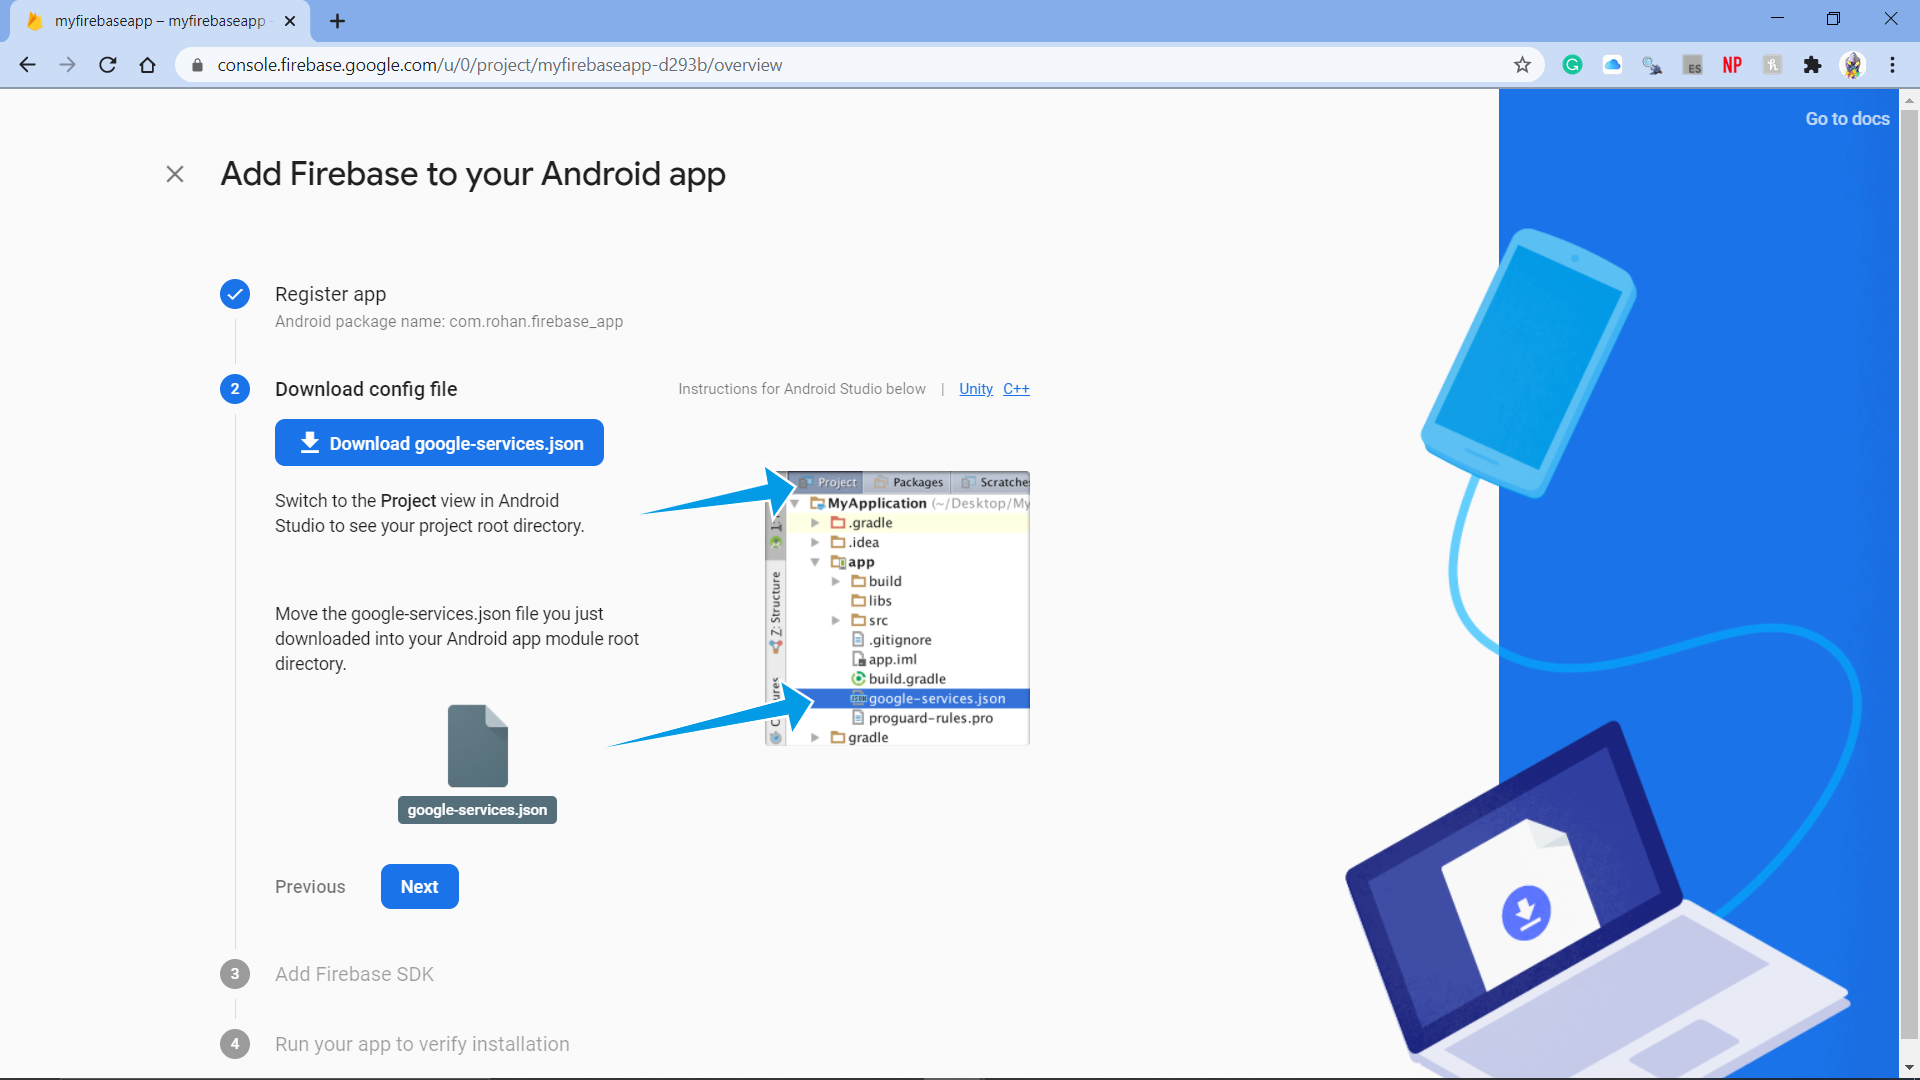 myfirebaseapp – myfirebaseapp
console.firebase.google.com/u/0/project/myfirebaseapp-d293b/overview
ES
NP
Go to docs
Add Firebase to your Android app
Register app
Android package name: com.rohan.firebase_app
2
Download config file
Instructions for Android Studio below | Unity C++
Download google-services.json
Switch to the Project view in Android
Studio to see your project root directory.
Project Packages Scratches
MyApplication (~/Desktop/My
.gradle
.idea
app
build
libs
src
.gitignore
app.iml
build.gradle
google-services.json
proguard-rules.pro
gradle
Z: Structure
Move the google-services.json file you just
downloaded into your Android app module root
directory.
google-services.json
Previous
Next
3
Add Firebase SDK
4
Run your app to verify installation